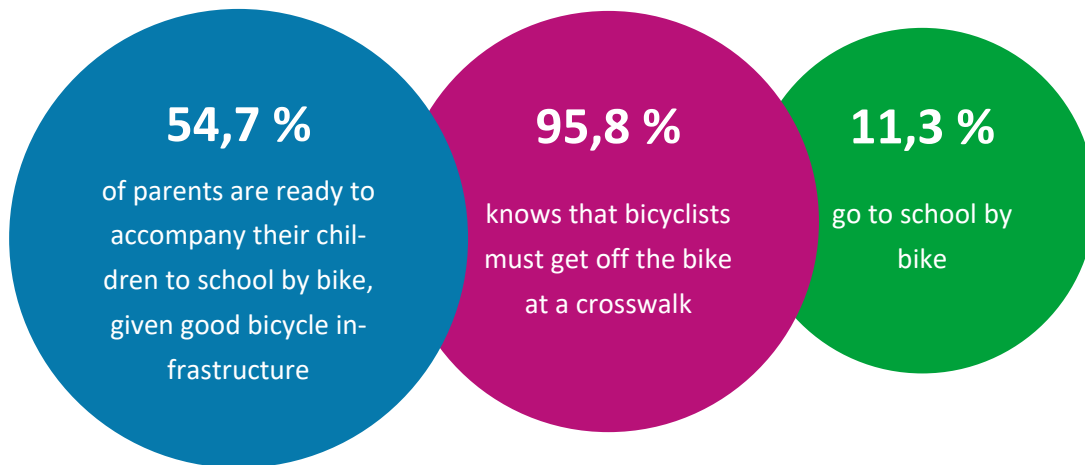 54,7 %
of parents are ready to
accompany their chil-
dren to school by bike,
given good bicycle in-
frastructure
95,8 %
knows that bicyclists
must get off the bike
at a crosswalk
11,3 %
go to school by
bike